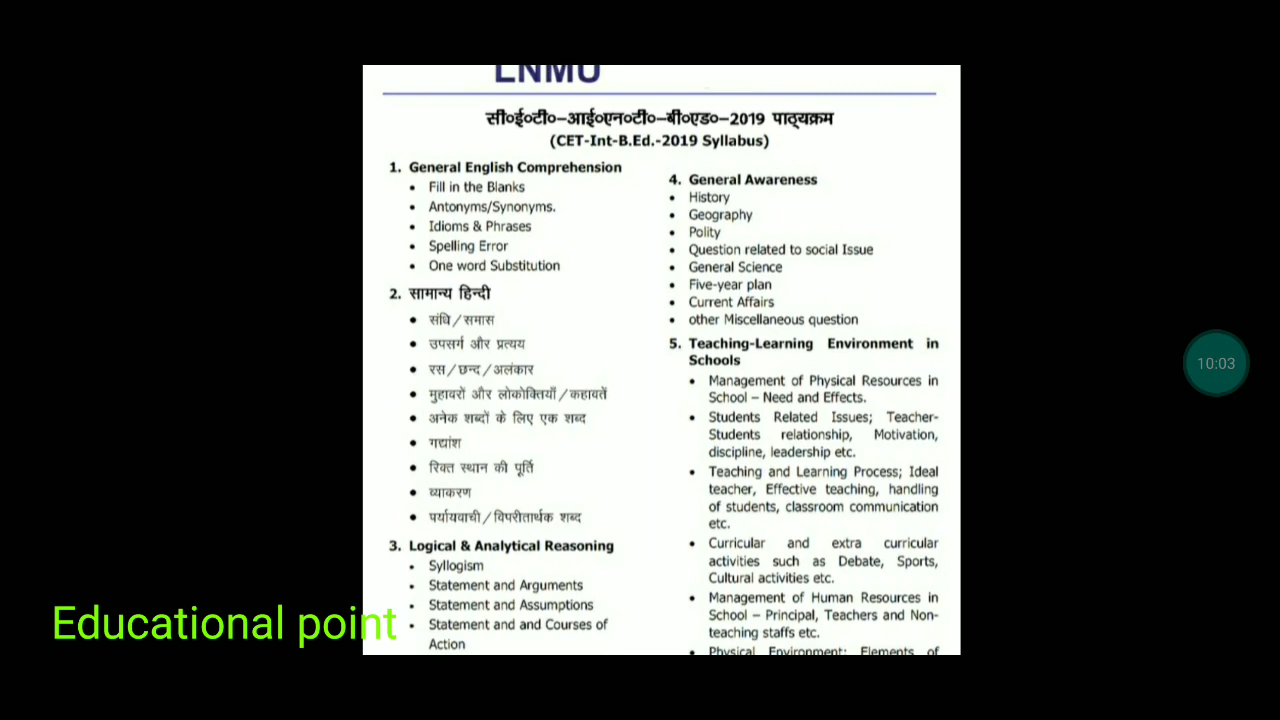 LNMU
सी०ई०टी०–आई०एन०टी०–बी०एड०–2019 पाठ्यक्रम
(CET-Int-B.Ed.-2019 Syllabus)
1. General English Comprehension
• Fill in the Blanks
• Antonyms/Synonyms.
• Idioms & Phrases
• Spelling Error
• One word Substitution
2. सामान्य हिन्दी
• संधि/समास
• उपसर्ग और प्रत्यय
• रस/छन्द/अलंकार
• मुहावरों और लोकोक्तियाँ/कहावतें
• अनेक शब्दों के लिए एक शब्द
• गद्यांश
• रिक्त स्थान की पूर्ति
• व्याकरण
• पर्यायवाची/विपरीतार्थक शब्द
3. Logical & Analytical Reasoning
• Syllogism
• Statement and Arguments
• Statement and Assumptions
• Statement and and Courses of
Action
4. General Awareness
• History
• Geography
• Polity
• Question related to social Issue
• General Science
• Five-year plan
• Current Affairs
• other Miscellaneous question
5. Teaching-Learning Environment in
Schools
• Management of Physical Resources in
School – Need and Effects.
• Students Related Issues; Teacher-
Students relationship, Motivation,
discipline, leadership etc.
• Teaching and Learning Process; Ideal
teacher, Effective teaching, handling
of students, classroom communication
etc.
• Curricular and extra curricular
activities such as Debate, Sports,
Cultural activities etc.
• Management of Human Resources in
School – Principal, Teachers and Non-
teaching staffs etc.
• Physical Environment: Elements of
Educational point
10:03